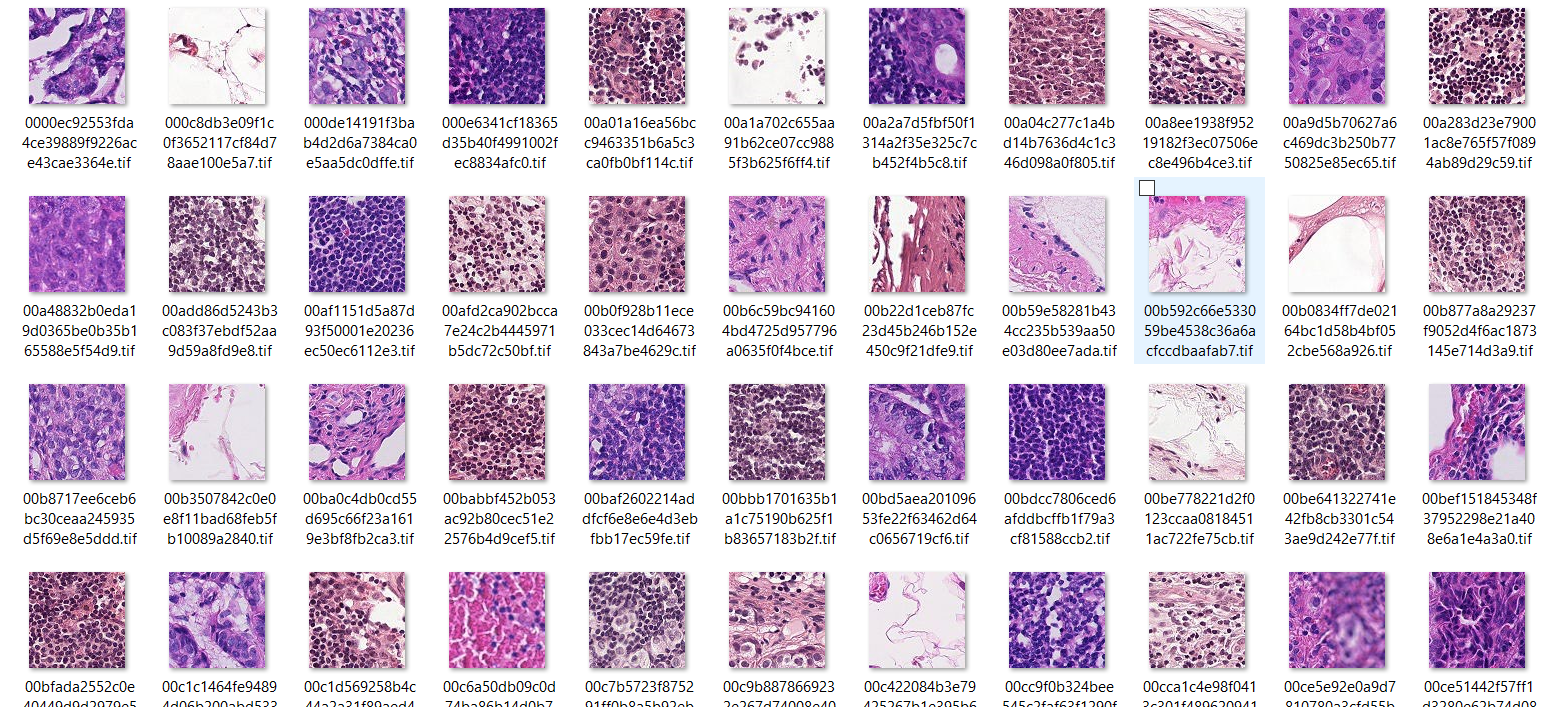 0000ec92553fda 000c8db3e09f1c 000de14191f3ba 000e6341cf18365 00a01a16ea56bc 00a1a702c655aa 00a2a7d5fbf50f1 00a04c277c1a4b 00a8ee1938f952 00a9d5b70627a6 00a283d23e7900
4ce39889f9226ac 0f3652117cf84d7 b4d2d6a7384ca0 d35b40f4991002f cc9463351b6a5c3 91b62ce07cc988 314a2f35e325c7c d14b7636d4c1c3 19182f3ec07506e c469dc3b250b77 1ac8e765f57f089
e43cae3364e.tif 8aae100e5a7.tif e5aa5dc0dffe.tif ec8834afc0.tif ca0fb0bf114c.tif 5f3b625f6ff4.tif b452f4b5c8.tif 46d098a0f805.tif c8e496b4ce3.tif 50825e85ec65.tif 4ab89d29c59.tif
00a48832b0eda1 00add86d5243b3 00af1151d5a87d 00afd2ca902bcca 00b0f928b11ece 00b6c59bc94160 00b22d1ceb87fc 00b59e58281b43 00b592c66e5330 00b0834ff7de021 00b877a8a29237
9d0365be0b35b1 c083f37ebdf52aa 93f50001e20236 7e24c2b4445971 033cec14d64673 4bd4725d957796 23d45b246b152e 4cc235b539aa50 59be4538c36a6a 64bc1d58b4bf05 f9052d4f6ac1873
65588e5f54d9.tif 9d59a8fd9e8.tif ec50ec6112e3.tif b5dc72c50bf.tif 843a7be4629c.tif a0635f0f4bce.tif 450c9f21dfe9.tif e03d80ee7ada.tif cfccdbaafab7.tif 2cbe568a926.tif 145e714d3a9.tif
00b8717ee6ceb6 00b3507842c0e0 00ba0c4db0cd55 00babbf452b053 00baf2602214ad 00bbb1701635b1 00bd5aea201096 00bdcc7806ced6 00be778221d2f0 00be641322741e 00bef151845348f
bc30ceaa245935 e8f11bad68feb5f d695c66f23a161 ac92b80cec51e2 dfcf6e8e6e4d3eb a1c75190b625f1 53fe22f63462d64 afddbcffb1f79a3 123ccaa0818451 42fb8cb3301c54 37952298e21a40
d5f69e8e5ddd.tif b10089a2840.tif 9e3bf8fb2ca3.tif 2576b4d9cef5.tif fbb17ec59fe.tif b83657183b2f.tif c0656719cf6.tif cf81588ccb2.tif 1ac722fe75cb.tif 3ae9d242e77f.tif 8e6a1e4a3a0.tif
00bfada2552c0e 00c1c1464fe9489 00c1d569258b4c 00c6a50db09c0d 00c7b5723f8752 00c9b887866923 00c422084b3e79 00cc9f0b324bee 00cca1c4e98f041 00ce5e92e0a9d7 00ce51442f57ff1